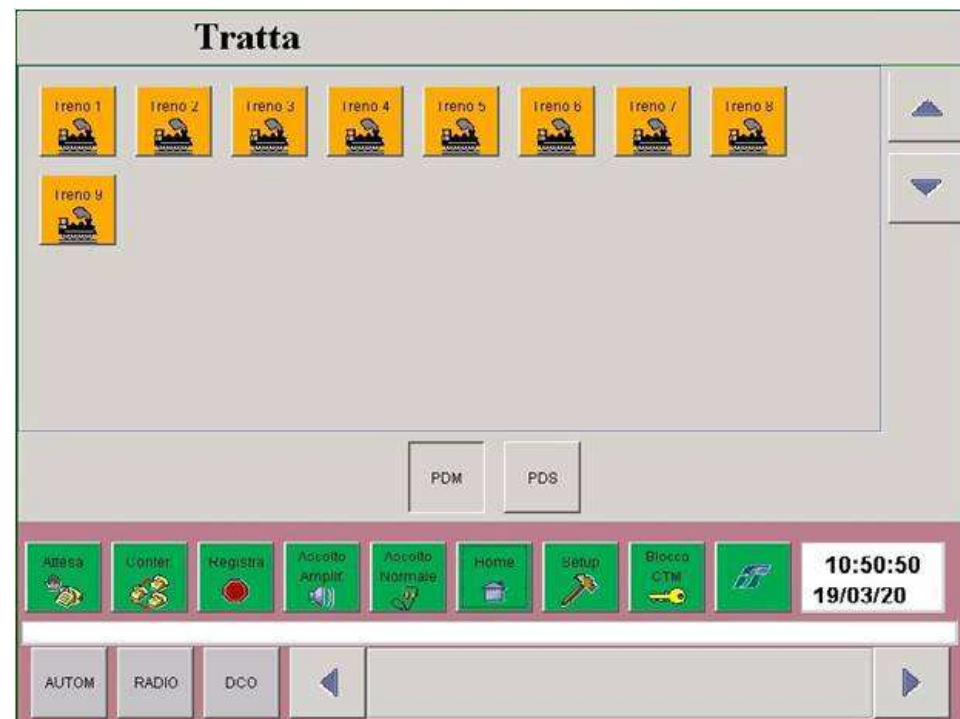 Tratta
Treno 1 Treno 2 Treno 3 Treno 4 Treno 5 Treno 6 Treno 7 Treno 8
Treno 9
PDM PDS
Attesa Confer. Registra Ascolto Amplif. Ascolto Normale Home Setup Blocco CTM
10:50:50
19/03/20
AUTOM RADIO DCO